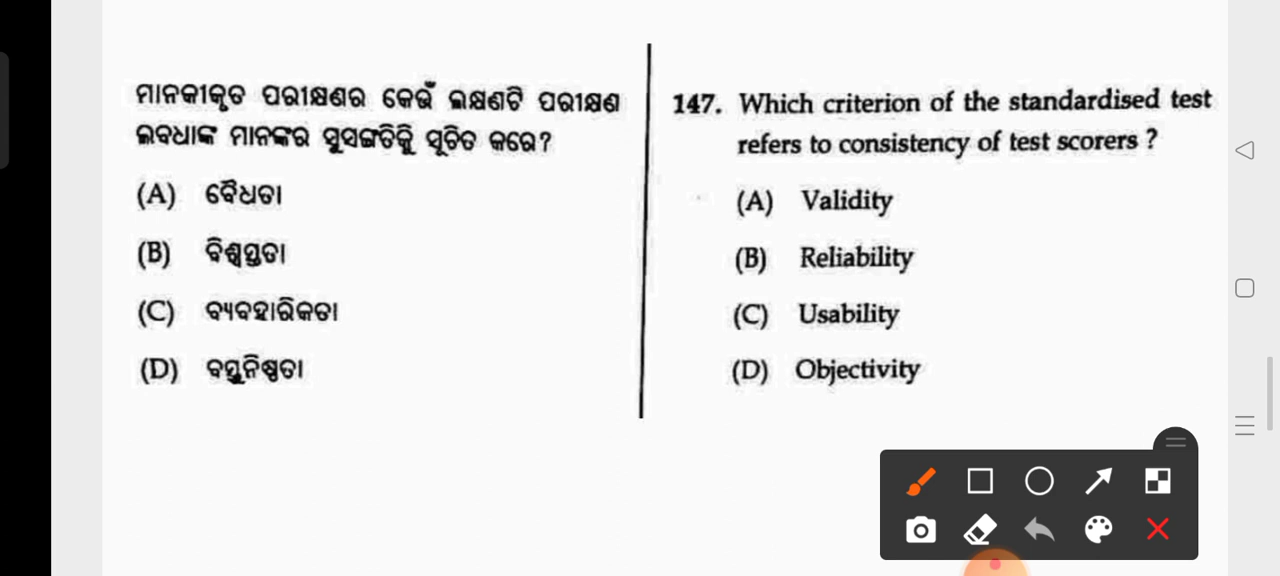 ମାନକୀକୃତ ପରୀକ୍ଷଣର କେଉଁ ଲକ୍ଷଣଟି ପରୀକ୍ଷଣ
ଲବଧାଙ୍କ ମାନଙ୍କର ସୁସଙ୍ଗତିକୁ ସୂଚିତ କରେ?
(A) ବୈଧତା
(B) ବିଶ୍ୱସ୍ତତା
(C) ବ୍ୟବହାରିକତା
(D) ବସ୍ତୁନିଷ୍ଠତା
147. Which criterion of the standardised test
refers to consistency of test scorers ?
(A) Validity
(B) Reliability
(C) Usability
(D) Objectivity